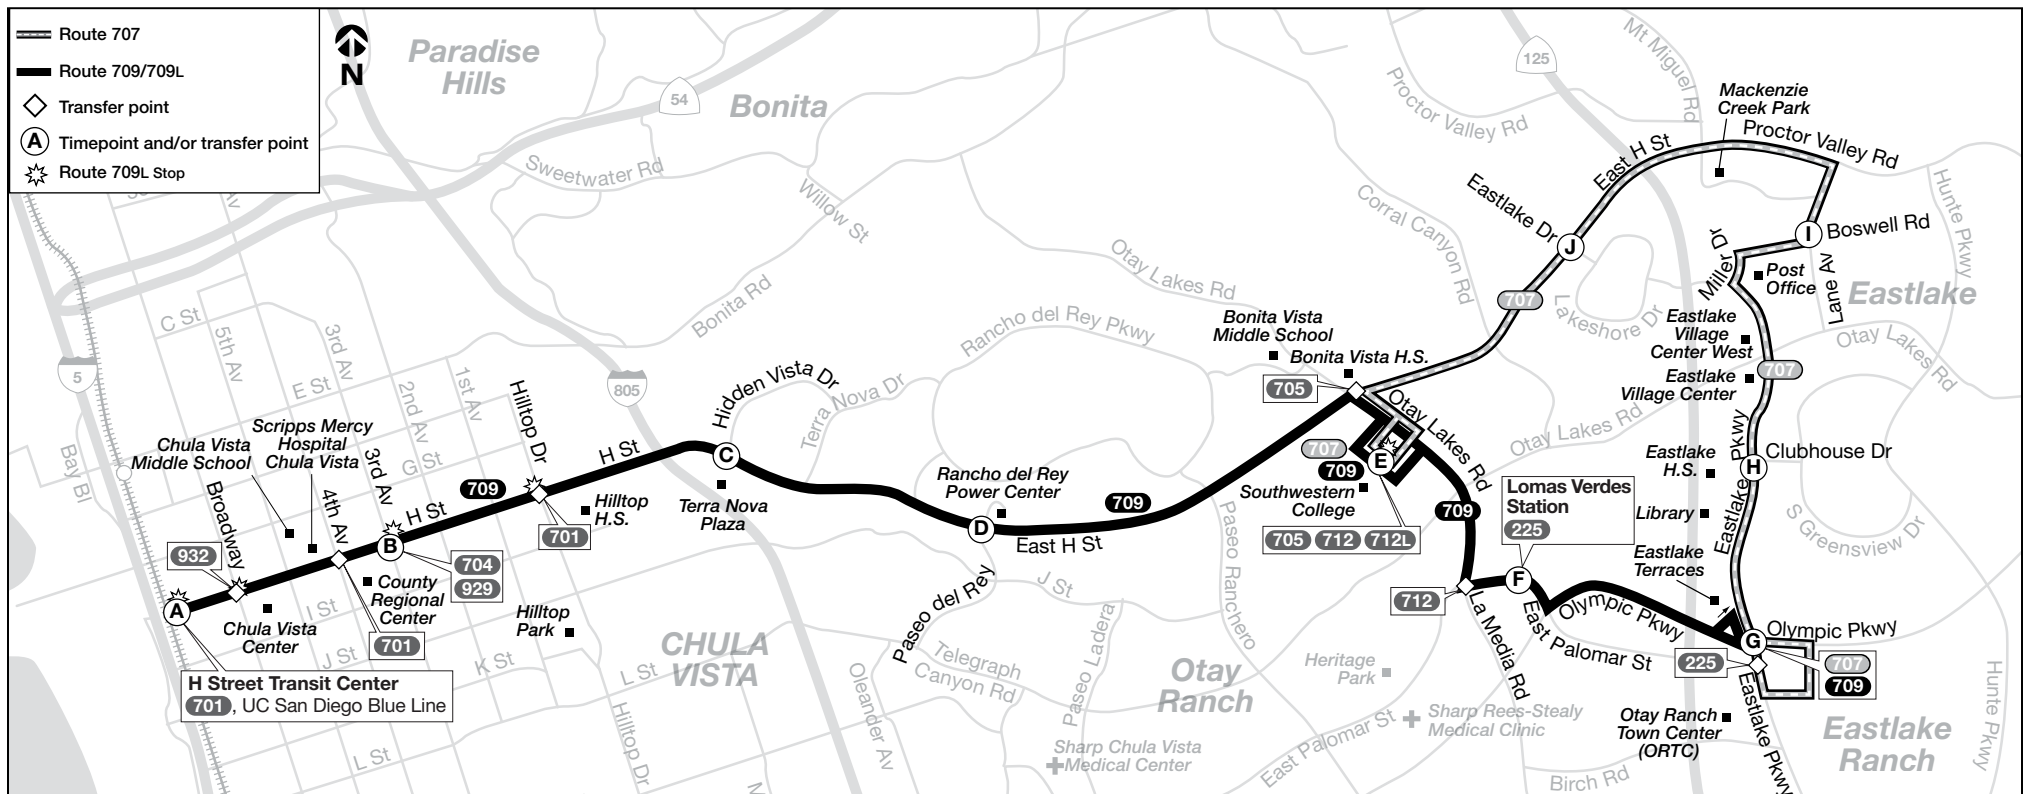 Route 707
Route 709/709L
Transfer point
A
Timepoint and/or transfer point
Route 709L Stop
N
Paradise
Hills
54
Bonita
125
Mt Miguel Rd
Proctor Valley Rd
Mackenzie
Creek Park
Proctor Valley Rd
East H St
Eastlake Dr
J
I
Boswell Rd
Hunte Pkwy
Sweetwater Rd
Willow St
Corral Canyon Rd
Otay Lakes Rd
Miller Dr
Post
Office
Lane Av
Eastlake
707
Lakeshore Dr
Bonita Rd
Rancho del Rey Pkwy
Bonita Vista
Middle School
Bonita Vista H.S.
Eastlake
Village
Center West
Otay Lakes Rd
C St
5th Av
3rd Av
E St
2nd Av
1st Av
5
805
Hilltop Dr
Hidden Vista Dr
Terra Nova Dr
705
Otay Lakes Rd
Eastlake
Village Center
707
Otay Lakes Rd
Bay Bl
Chula Vista
Middle School
Scripps Mercy
Hospital
Chula Vista
3rd Av
G St
H St
C
Clubhouse Dr
H
Eastlake
H.S.
Eastlake Pkwy
707
709
E
Southwestern
College
705
712
712L
Broadway
4th Av
709
H St
Hilltop
H.S.
Terra Nova
Plaza
Rancho del Rey
Power Center
709
D
East H St
709
Lomas Verdes
Station
225
Library
S Greensview Dr
932
B
701
704
929
County
Regional
Center
Eastlake
Terraces
A
Chula Vista
Center
I St
701
Hilltop
Park
J St
Paseo del Rey
Paseo Ladera
Paseo Ranchero
712
F
La Media Rd
East Palomar St
Olympic Pkwy
G
Olympic Pkwy
225
707
709
J St
K St
L St
CHULA
VISTA
Telegraph
Canyon Rd
Otay
Ranch
Heritage
Park
H Street Transit Center
701, UC San Diego Blue Line
Hilltop Dr
Oleander Av
L St
Sharp Chula Vista
Medical Center
East Palomar St
Sharp Rees-Stealy
Medical Clinic
Birch Rd
Otay Ranch
Town Center
(ORTC)
Eastlake Pkwy
Eastlake
Ranch
Hunte Pkwy